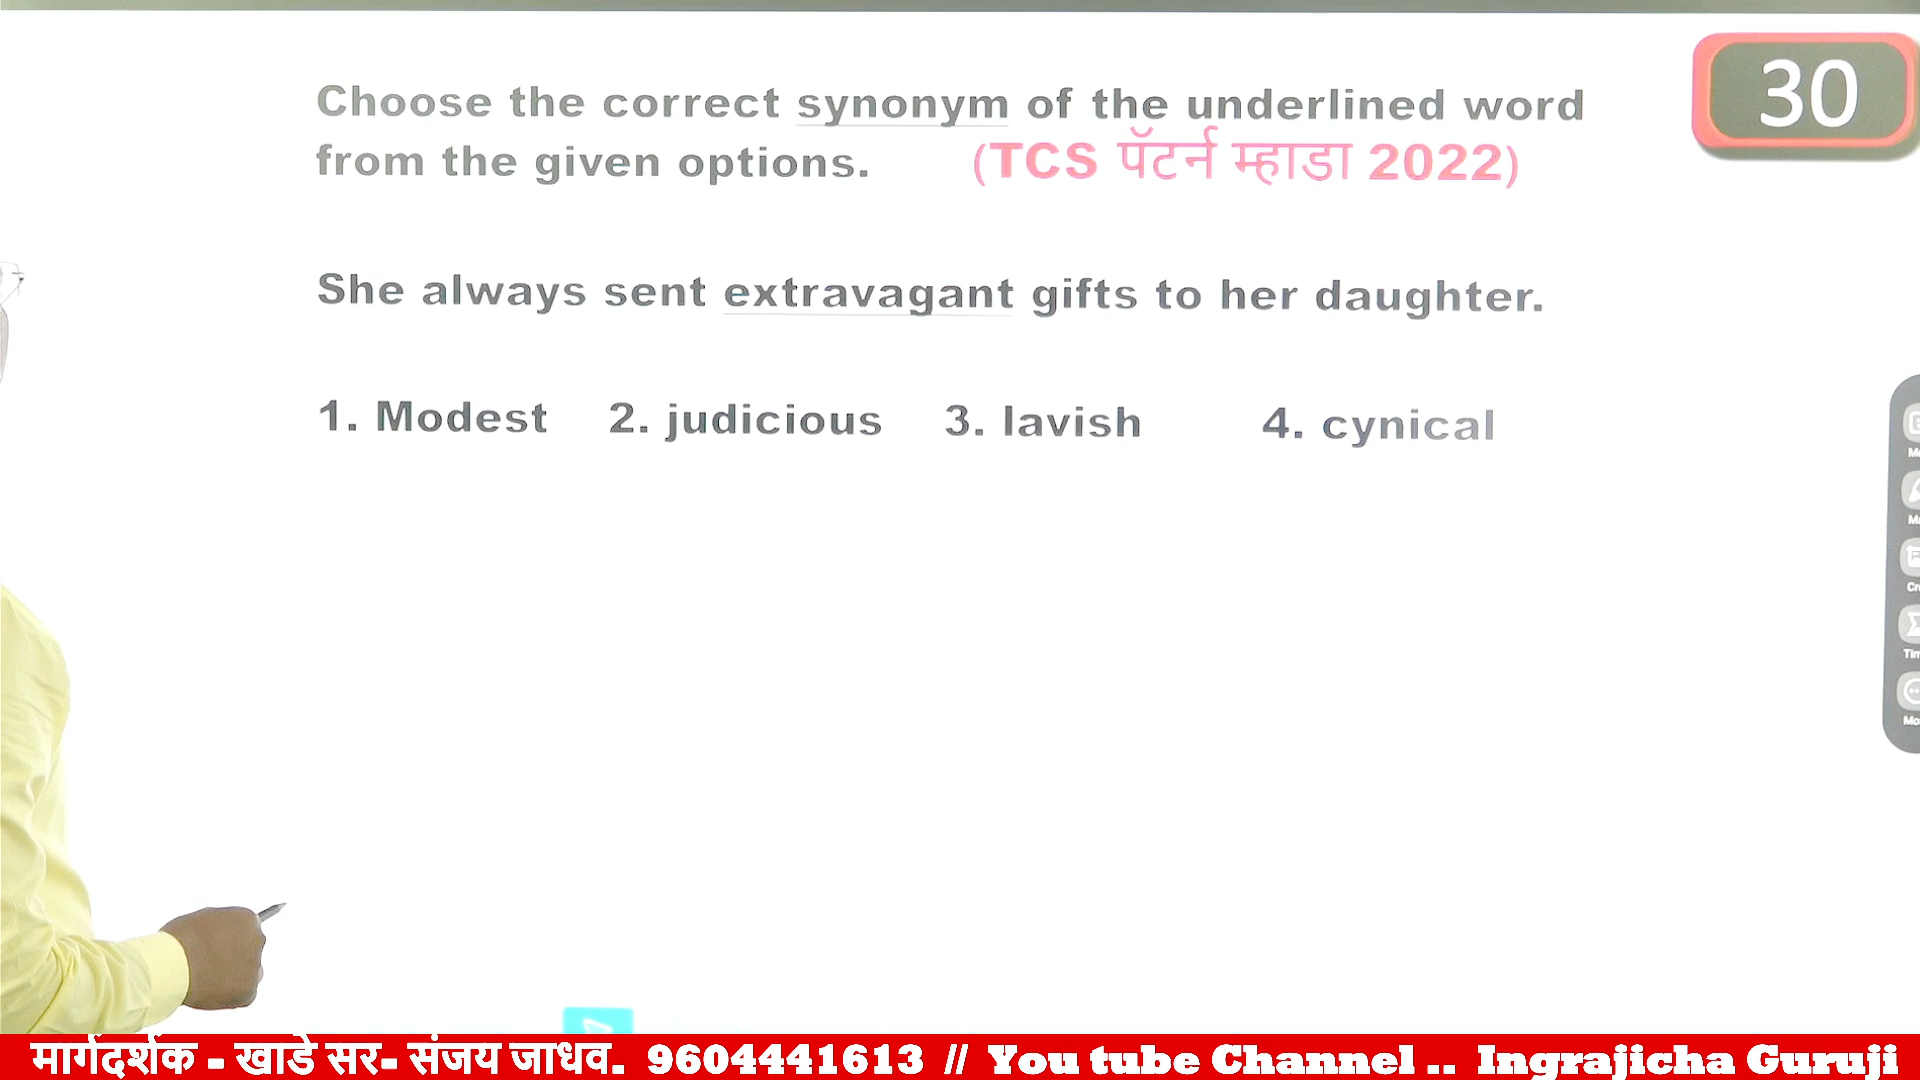 30
Choose the correct synonym of the underlined word
from the given options. (TCS पॅटर्न म्हाडा 2022)
She always sent extravagant gifts to her daughter.
1. Modest 2. judicious 3. lavish 4. cynical
Tim
मार्गदर्शक - खाडे सर- संजय जाधव. 9604441613 // You tube Channel .. Ingrajicha Guruji